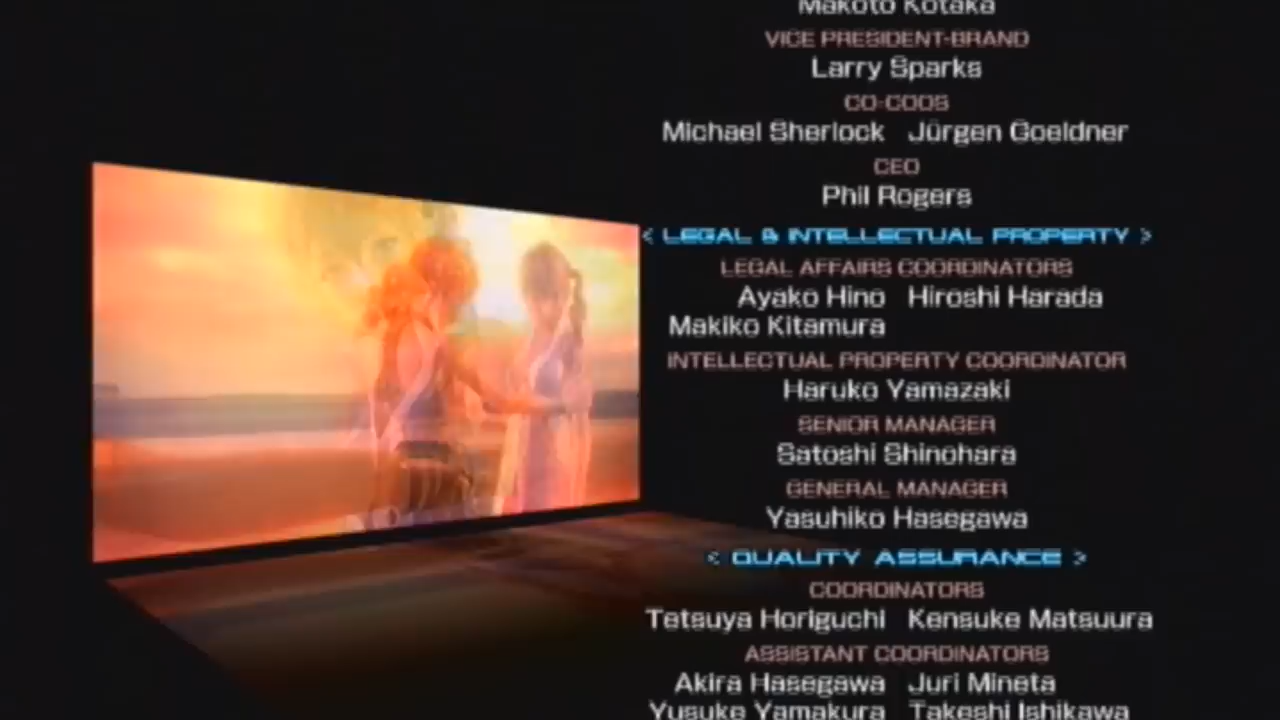 Makoto Kotaka
VICE PRESIDENT-BRAND
Larry Sparks
CO-COOS
Michael Sherlock Jürgen Goeldner
CEO
Phil Rogers
< LEGAL & INTELLECTUAL PROPERTY >
LEGAL AFFAIRS COORDINATORS
Ayako Hino Hiroshi Harada
Makiko Kitamura
INTELLECTUAL PROPERTY COORDINATOR
Haruko Yamazaki
SENIOR MANAGER
Satoshi Shinohara
GENERAL MANAGER
Yasuhiko Hasegawa
< QUALITY ASSURANCE >
COORDINATORS
Tetsuya Horiguchi Kensuke Matsuura
ASSISTANT COORDINATORS
Akira Hasegawa Juri Mineta
Yusuke Yamakura Takeshi Ishikawa